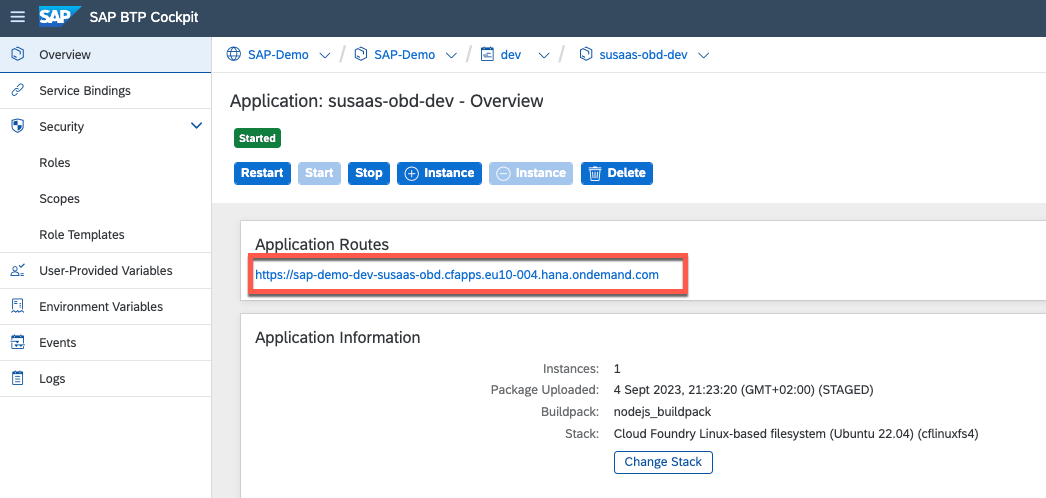 SAP SAP BTP Cockpit
Overview
Service Bindings
Security
Roles
Scopes
Role Templates
User-Provided Variables
Environment Variables
Events
Logs
SAP-Demo / SAP-Demo / dev / susaas-obd-dev
Application: susaas-obd-dev - Overview
Started
Restart Start Stop Instance Instance Delete
Application Routes
https://sap-demo-dev-susaas-obd.cfapps.eu10-004.hana.ondemand.com
Application Information
Instances: 1
Package Uploaded: 4 Sept 2023, 21:23:20 (GMT+02:00) (STAGED)
Buildpack: nodejs_buildpack
Stack: Cloud Foundry Linux-based filesystem (Ubuntu 22.04) (cflinuxfs4)
Change Stack